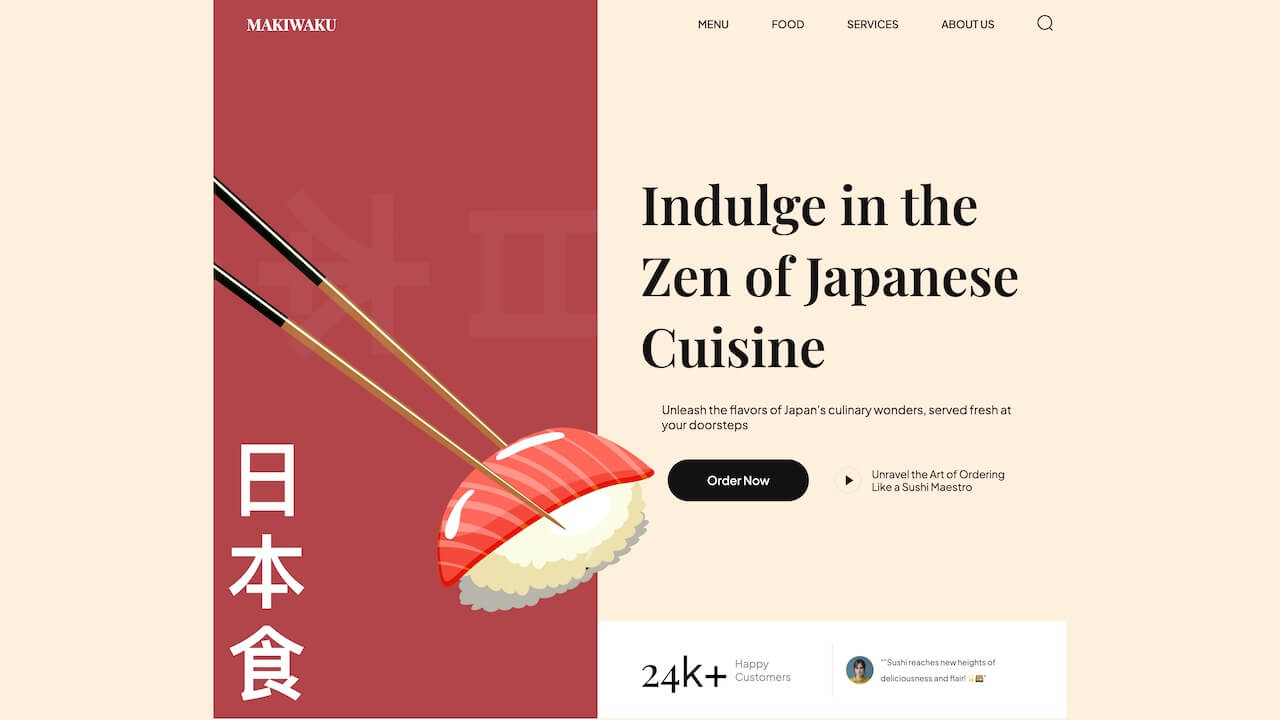 MAKIWAKU
MENU FOOD SERVICES ABOUT US
Indulge in the
Zen of Japanese
Cuisine
Unleash the flavors of Japan's culinary wonders, served fresh at
your doorsteps
Order Now
Unravel the Art of Ordering
Like a Sushi Maestro
日
本
食
24k+
Happy
Customers
""Sushi reaches new heights of
deliciousness and flair! ⭐🍱"